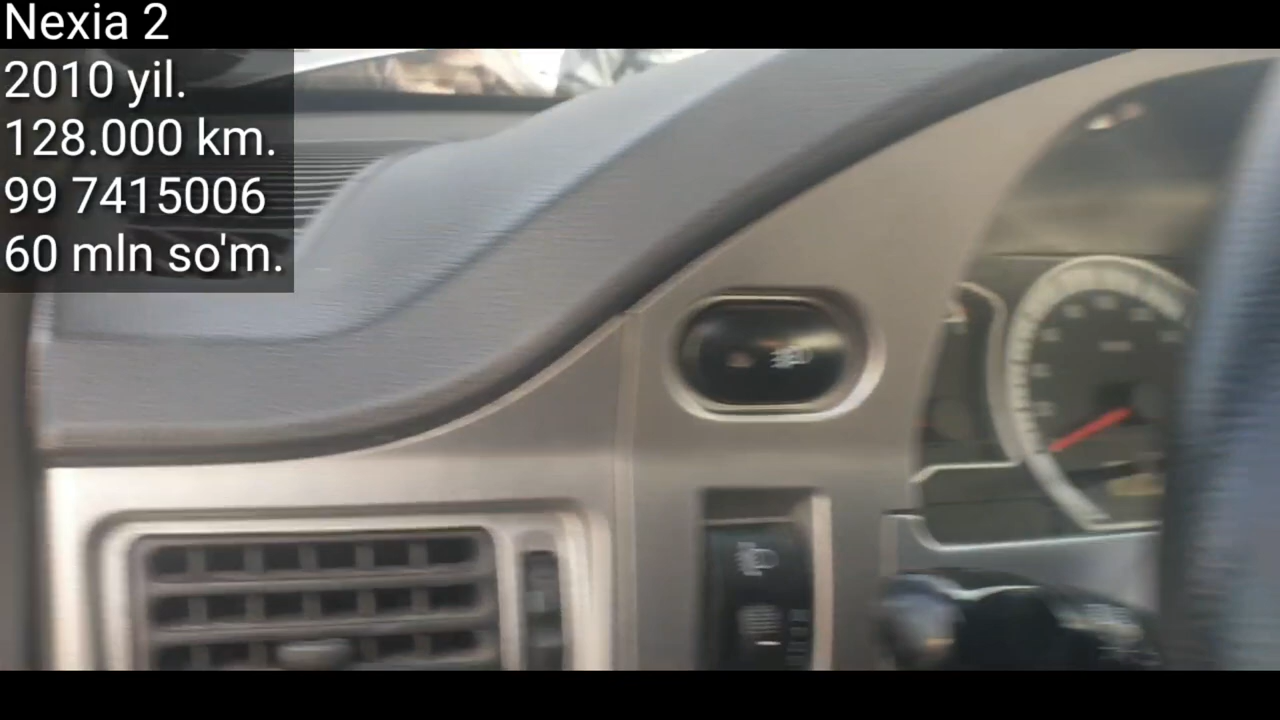 Nexia 2
2010 yil.
128.000 km.
99 7415006
60 mln so'm.